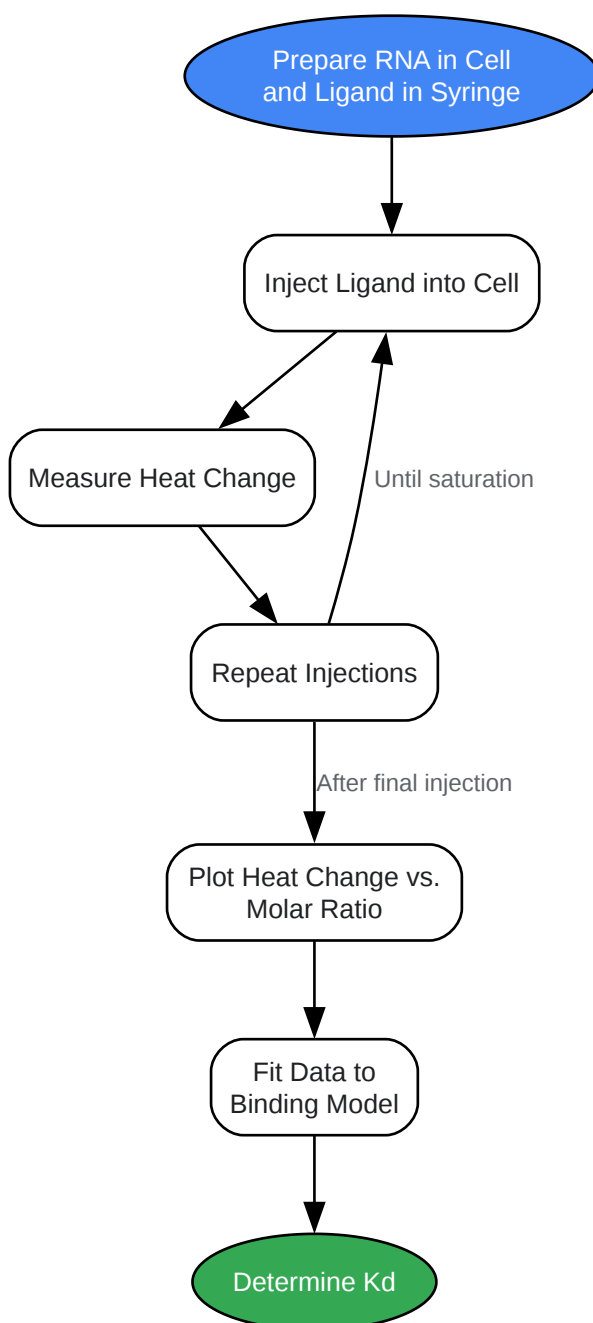 Prepare RNA in Cell
and Ligand in Syringe
Inject Ligand into Cell
Measure Heat Change
Until saturation
Repeat Injections
After final injection
Plot Heat Change vs.
Molar Ratio
Fit Data to
Binding Model
Determine Kd